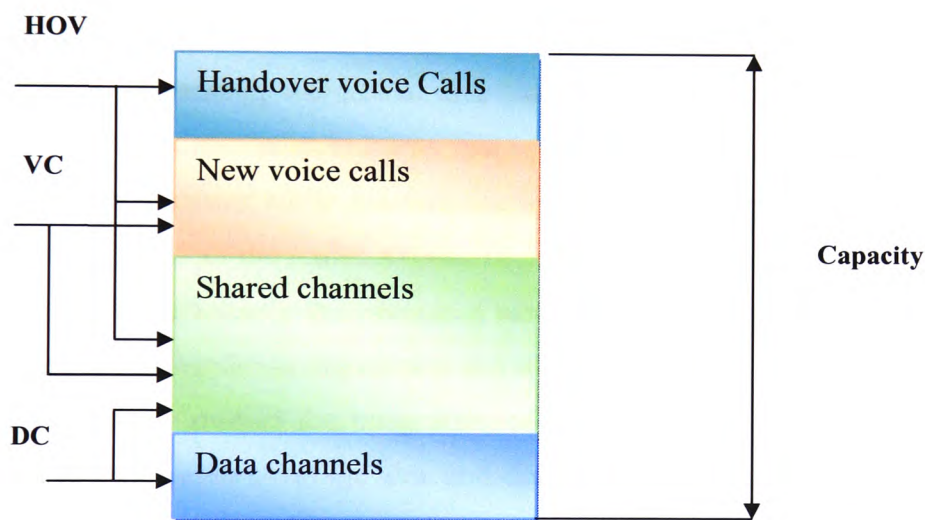 HOV
Handover voice Calls
VC
New voice calls
Capacity
Shared channels
DC
Data channels